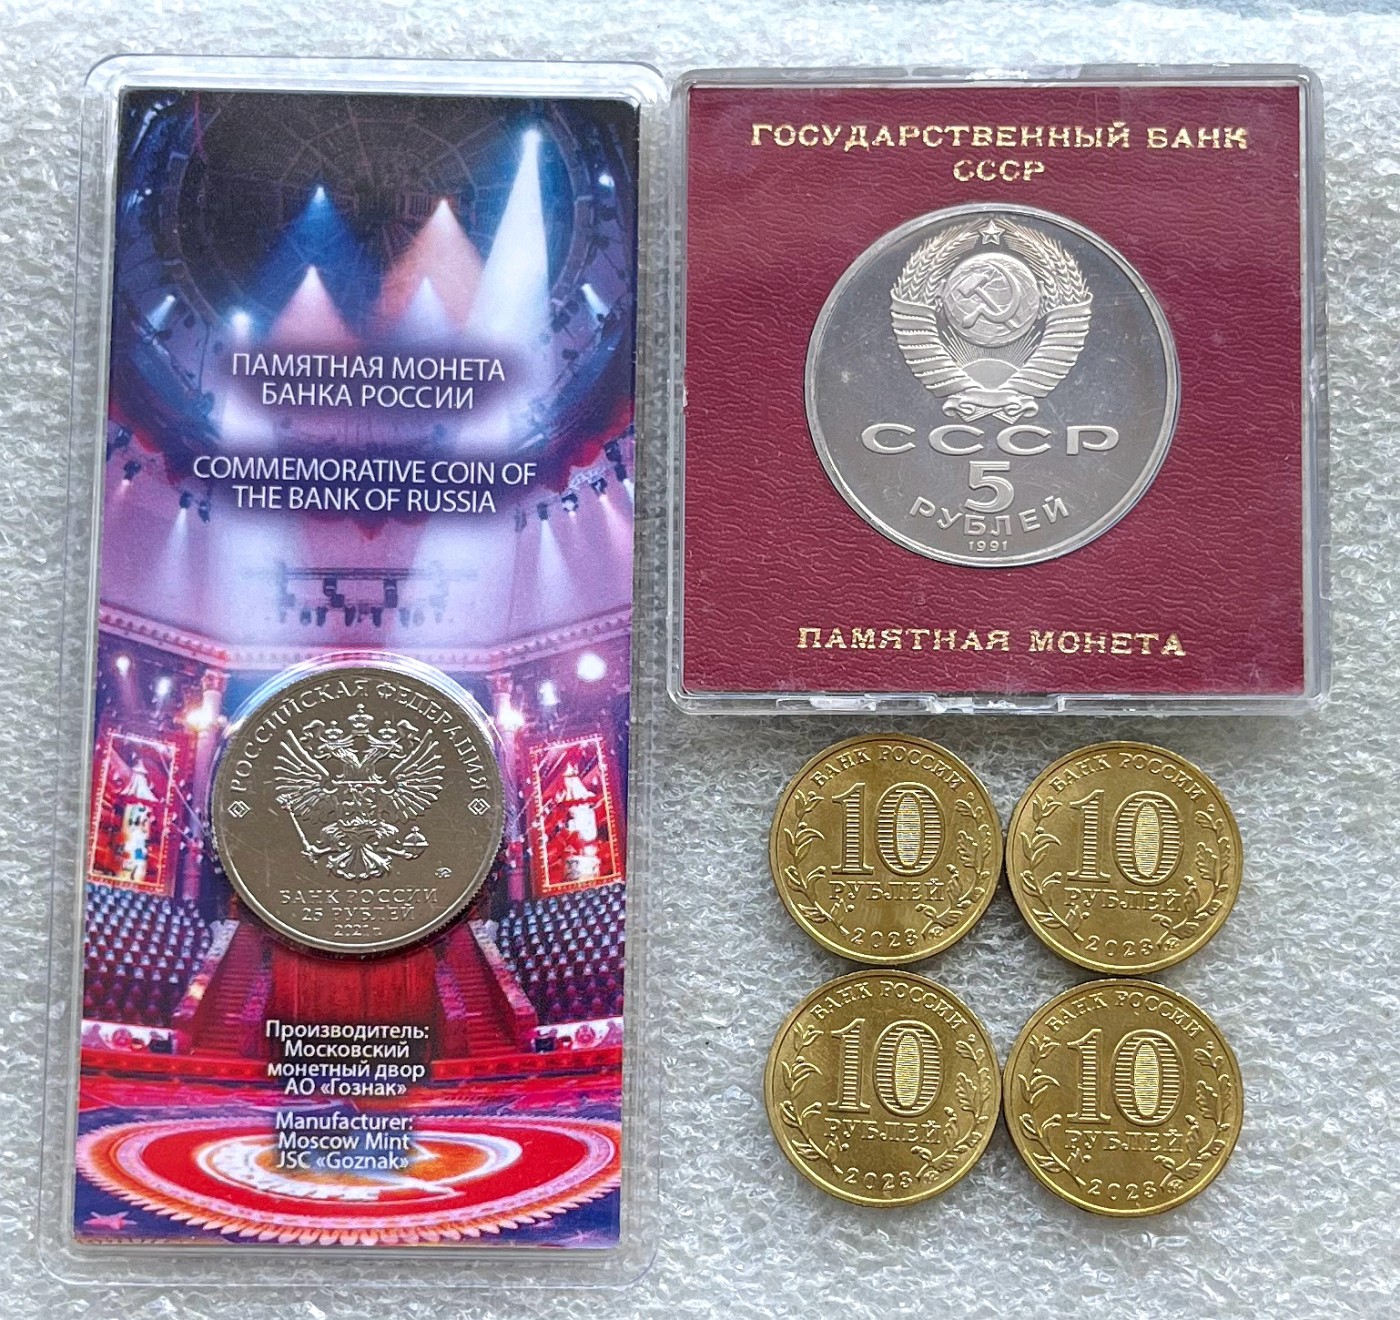 ПАМЯТНАЯ МОНЕТА
БАНКА РОССИИ
COMMEMORATIVE COIN OF
THE BANK OF RUSSIA
РОССИЙСКАЯ ФЕДЕРАЦИЯ
БАНК РОССИИ
25 РУБЛЕЙ
2021 г.
Производитель:
Московский
монетный двор
АО «Гознак»
Manufacturer:
Moscow Mint
JSC «Goznak»
ГОСУДАРСТВЕННЫЙ БАНК
СССР
СССР
5
РУБЛЕЙ
1991
ПАМЯТНАЯ МОНЕТА
БАНК РОССИИ
10
РУБЛЕЙ
2023
БАНК РОССИИ
10
РУБЛЕЙ
2023
БАНК РОССИИ
10
РУБЛЕЙ
2023
БАНК РОССИИ
10
РУБЛЕЙ
2023